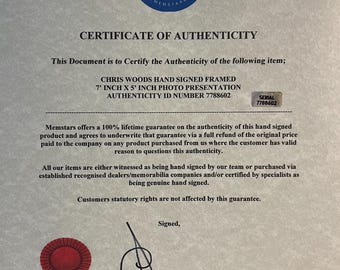 CERTIFICATE OF AUTHENTICITY
This Document is to Certify the Authenticity of the following item;
CHRIS WOODS HAND SIGNED FRAMED
7' INCH X 5' INCH PHOTO PRESENTATION
AUTHENTICITY ID NUMBER 7788602
SERIAL
7788602
Memstars offers a 100% lifetime guarantee on the authenticity of this hand signed
product and agrees to underwrite that guarantee via a full refund of the original price
paid to the company on any product purchased from us where the customer has valid
reason to questions this authenticity.
All our items are either witnessed as being hand signed by our team or purchased via
established recognised dealers/memorabilia companies and/or certified by specialists as
being genuine hand signed.
Customers statutory rights are not affected by this guarantee.
Signed,